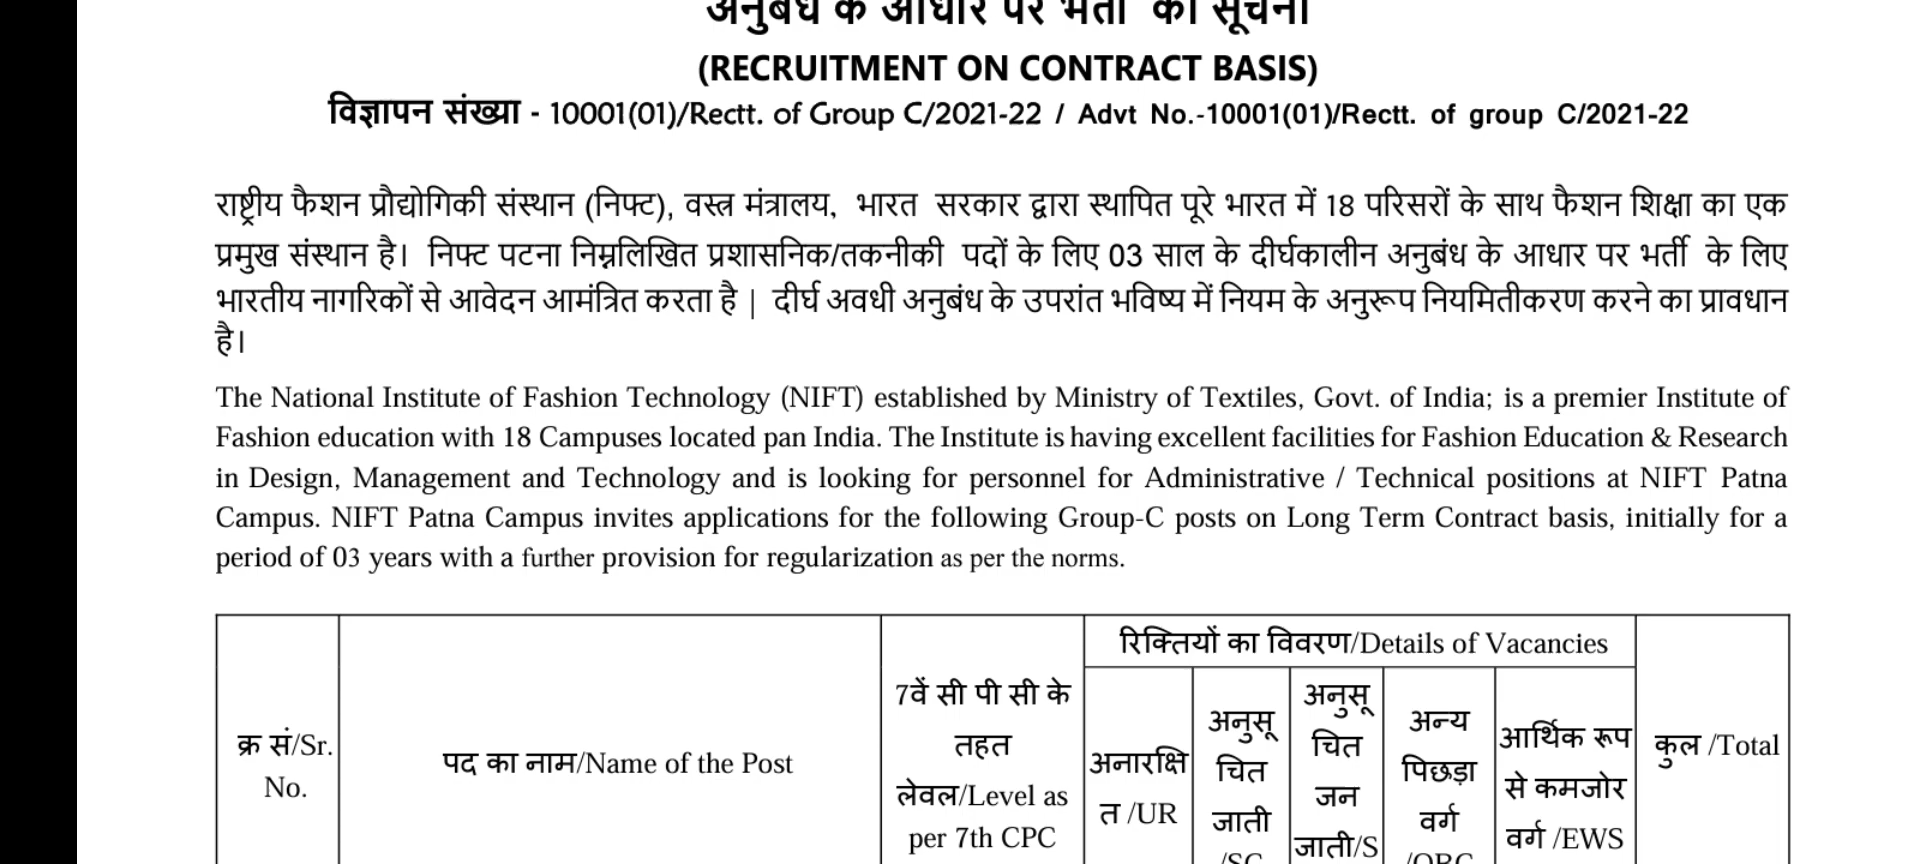 अनुबंध के आधार पर भर्ती की सूचना
(RECRUITMENT ON CONTRACT BASIS)
विज्ञापन संख्या - 10001(01)/Rectt. of Group C/2021-22 / Advt No.-10001(01)/Rectt. of group C/2021-22
राष्ट्रीय फैशन प्रौद्योगिकी संस्थान (निफ्ट), वस्त्र मंत्रालय, भारत सरकार द्वारा स्थापित पूरे भारत में 18 परिसरों के साथ फैशन शिक्षा का एक
प्रमुख संस्थान है। निफ्ट पटना निम्नलिखित प्रशासनिक/तकनीकी पदों के लिए 03 साल के दीर्घकालीन अनुबंध के आधार पर भर्ती के लिए
भारतीय नागरिकों से आवेदन आमंत्रित करता है | दीर्घ अवधी अनुबंध के उपरांत भविष्य में नियम के अनुरूप नियमितीकरण करने का प्रावधान
है।
The National Institute of Fashion Technology (NIFT) established by Ministry of Textiles, Govt. of India; is a premier Institute of
Fashion education with 18 Campuses located pan India. The Institute is having excellent facilities for Fashion Education & Research
in Design, Management and Technology and is looking for personnel for Administrative / Technical positions at NIFT Patna
Campus. NIFT Patna Campus invites applications for the following Group-C posts on Long Term Contract basis, initially for a
period of 03 years with a further provision for regularization as per the norms.
क्र सं/Sr.
No.
पद का नाम/Name of the Post
7वें सी पी सी के
तहत
लेवल/Level as
per 7th CPC
रिक्तियों का विवरण/Details of Vacancies
अनारक्षि
त /UR
अनुसू
चित
जाती
/SC
अनुसू
चित
जन
जाती/S
अन्य
पिछड़ा
वर्ग
/OBC
आर्थिक रूप
से कमजोर
वर्ग /EWS
कुल /Total